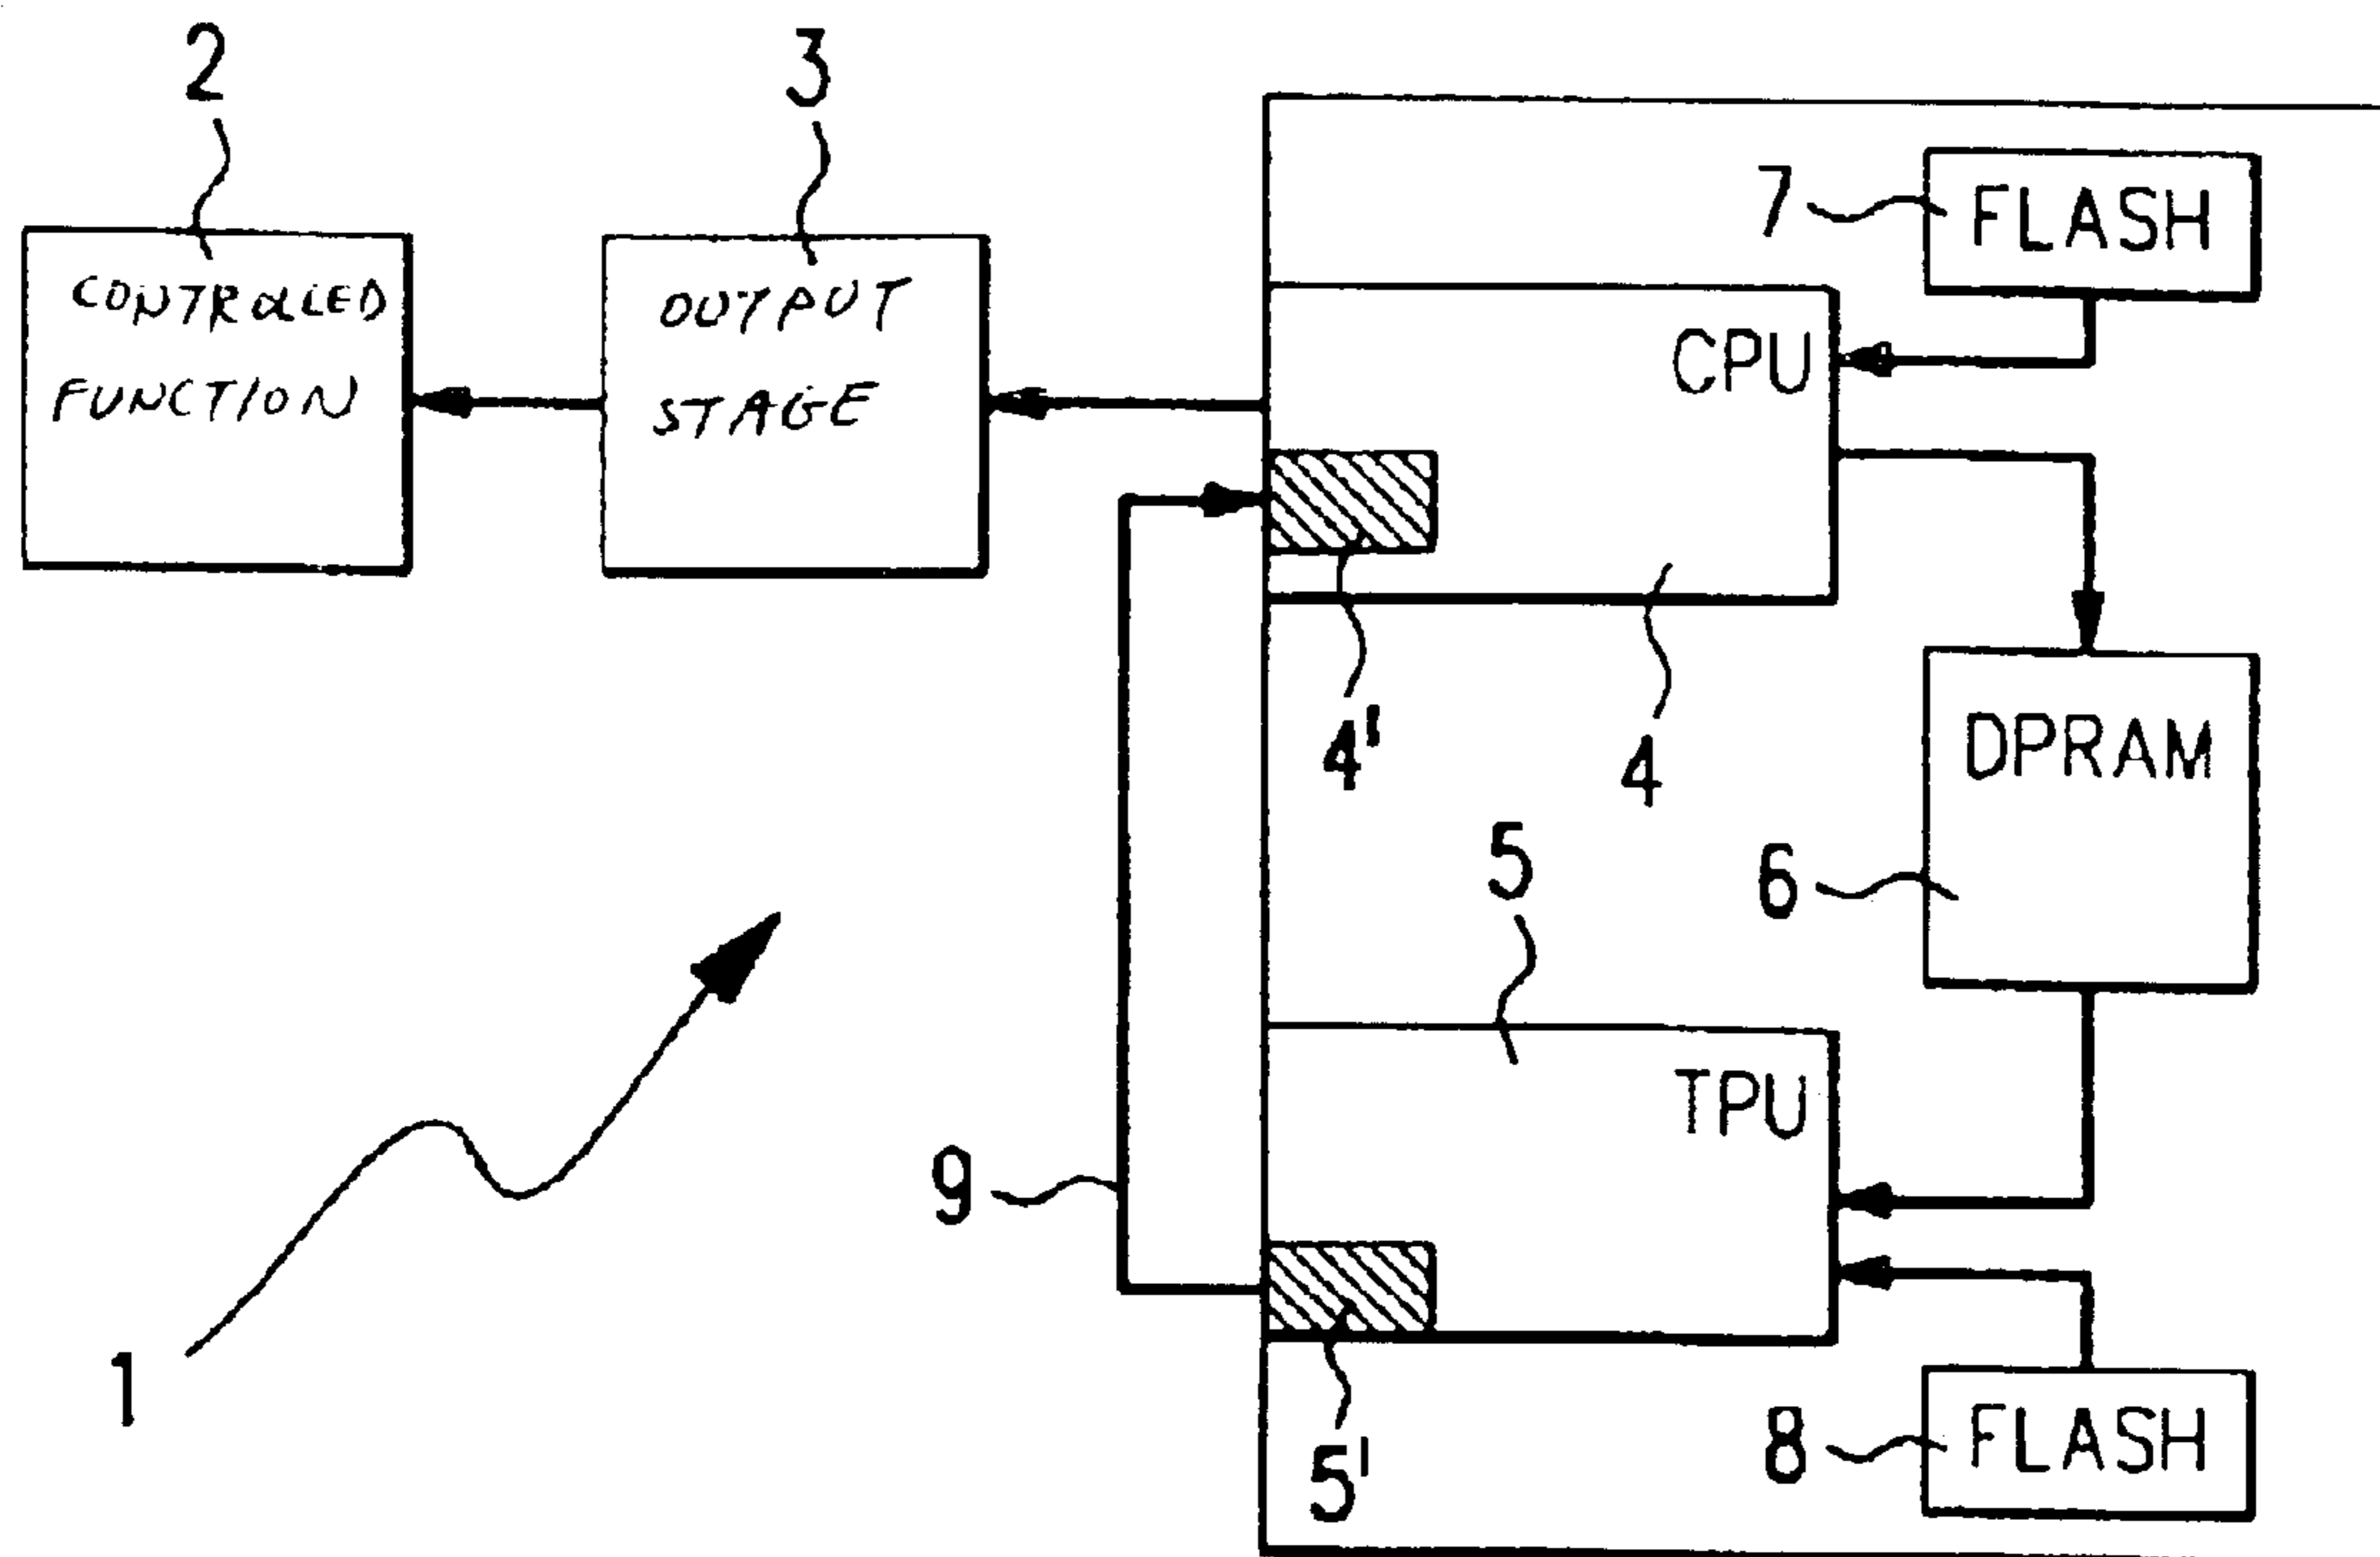 2
3
7
FLASH
CONTROLED
FUNCTION
OUTPUT
STAGE
CPU
4'
4
DPRAM
5
6
TPU
9
1
5'
8
FLASH